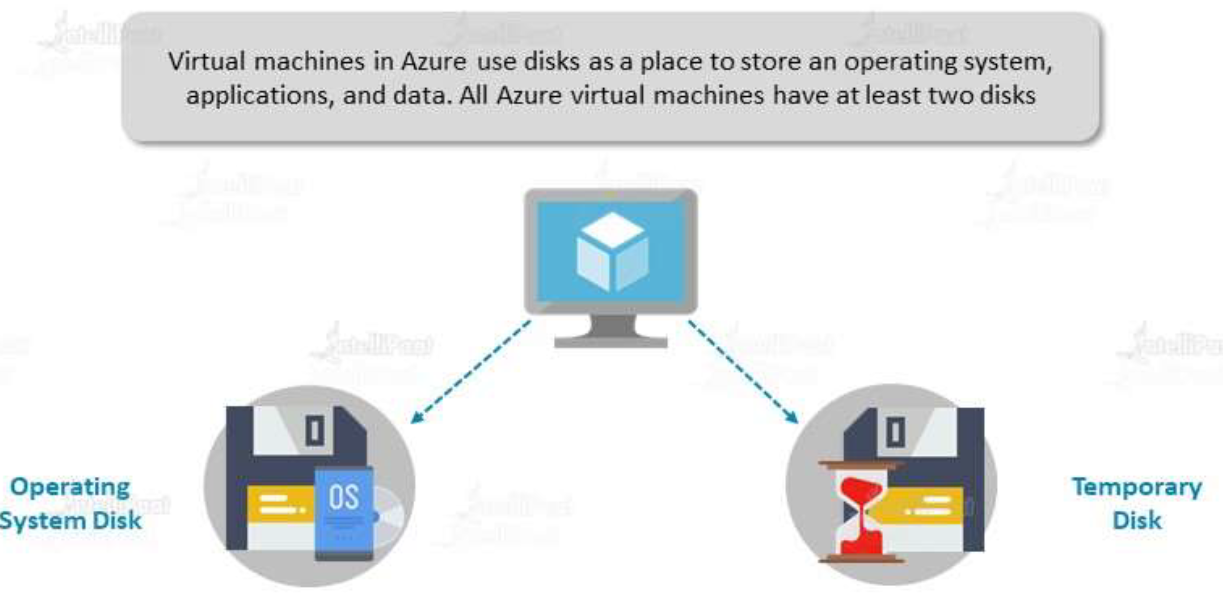 Virtual machines in Azure use disks as a place to store an operating system,
applications, and data. All Azure virtual machines have at least two disks
OS
Operating
System Disk
Temporary
Disk